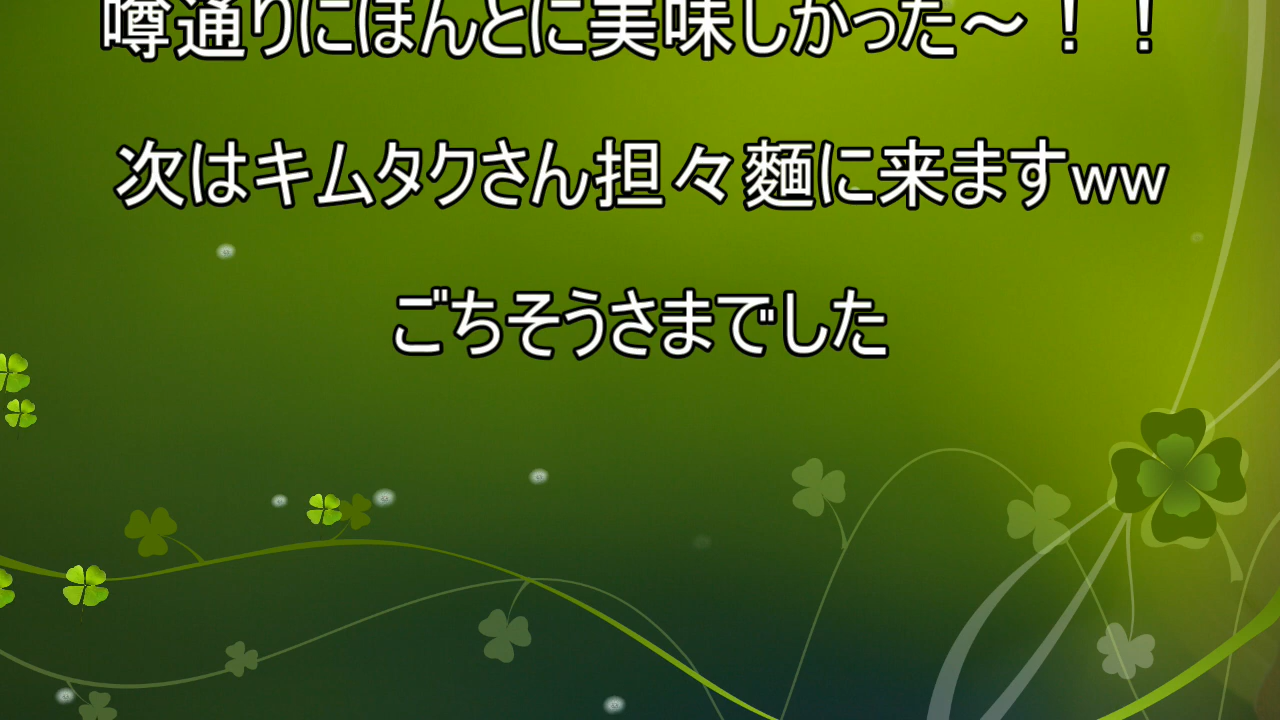 噂通りにほんとに美味しかった～！！
次はキムタクさん担々麵に来ますww
ごちそうさまでした